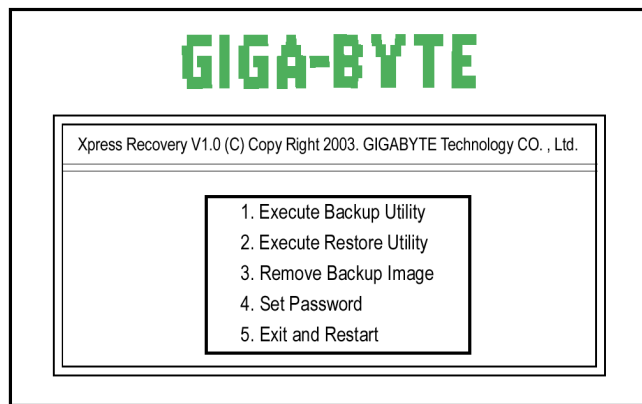 GIGA-BYTE
Xpress Recovery V1.0 (C) Copy Right 2003. GIGABYTE Technology CO. , Ltd.
1. Execute Backup Utility
2. Execute Restore Utility
3. Remove Backup Image
4. Set Password
5. Exit and Restart